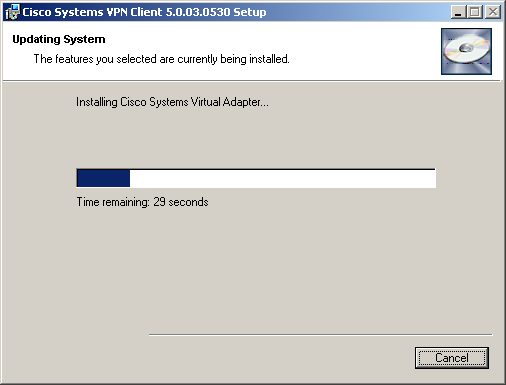 Cisco Systems VPN Client 5.0.03.0530 Setup
Updating System
The features you selected are currently being installed.
Installing Cisco Systems Virtual Adapter...
Time remaining: 29 seconds
Cancel